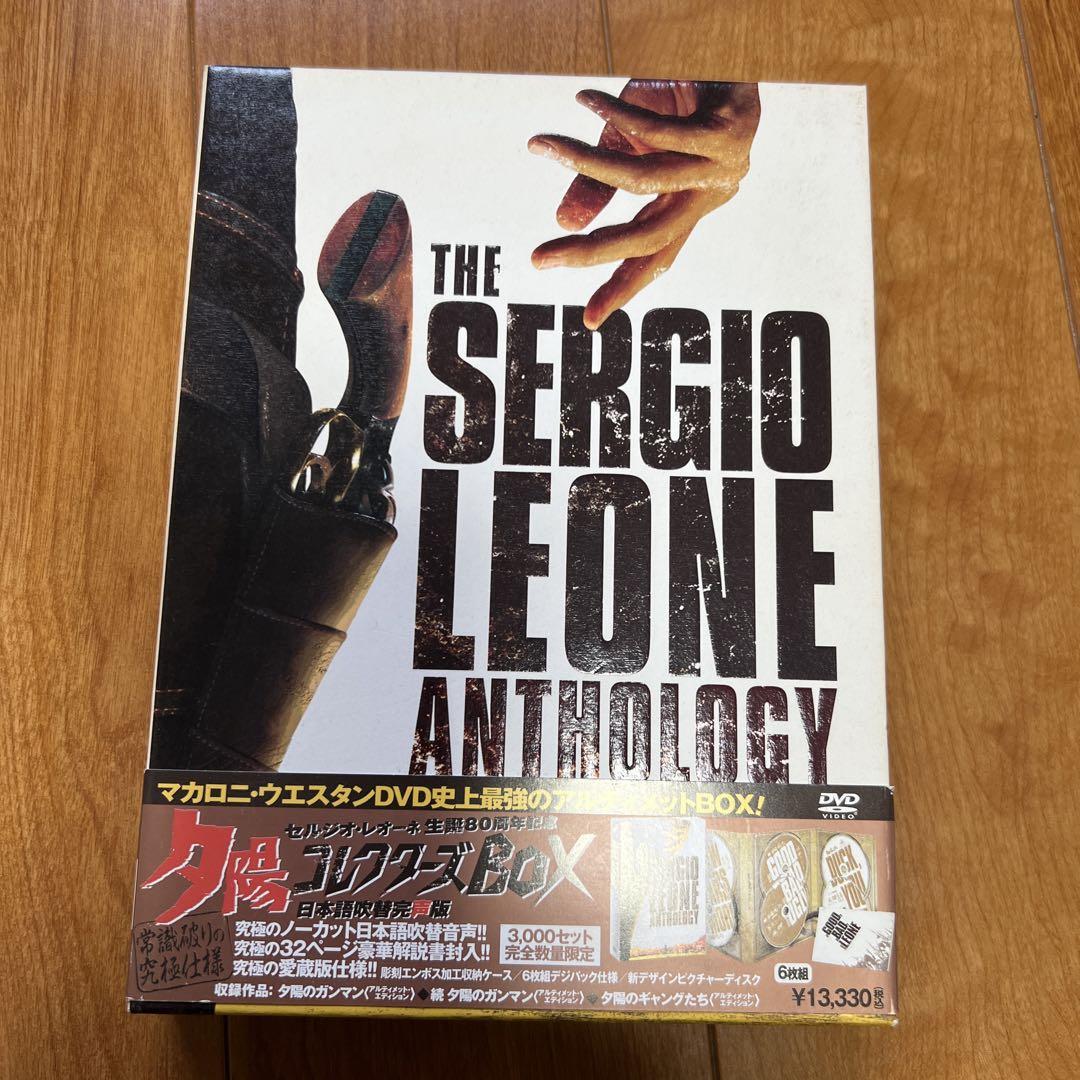 THE
SERGIO
LEONE
ANTHOLOGY
マカロニ・ウエスタンDVD史上最強のアルティメットBOX!
DVD
VIDEO
セルジオ・レオーネ 生誕80周年記念
夕陽コレクターズBOX
日本語吹替完声版
常識破りの
究極仕様
究極のノーカット日本語吹替音声!!
究極の32ページ豪華解説書封入!!
究極の愛蔵版仕様!! 彫刻エンボス加工収納ケース/6枚組デジパック仕様/新デザインピクチャーディスク
3,000セット
完全数量限定
収録作品: 夕陽のガンマン〈アルティメット・エディション〉◆続 夕陽のガンマン〈アルティメット・エディション〉◆夕陽のギャングたち〈アルティメット・エディション〉
SERGIO
LEONE
ANTHOLOGY
6枚組
¥13,330(税込)